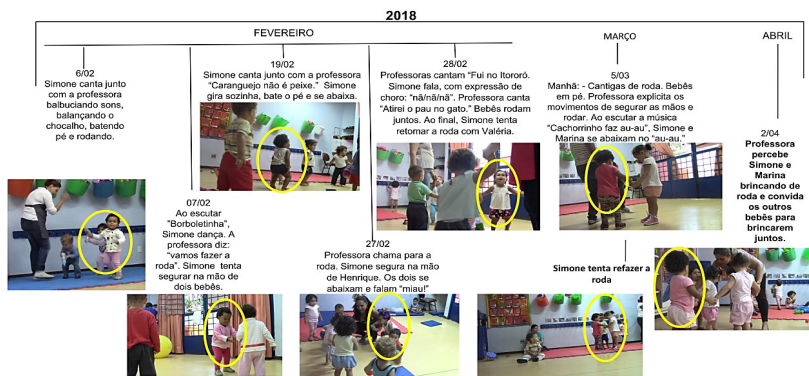 2018
FEVEREIRO
MARÇO
ABRIL
6/02
Simone canta junto
com a professora
balbuciando sons,
balançando o
chocalho, batendo
pé e rodando.
07/02
Ao escutar
"Borboletinha",
Simone dança. A
professora diz:
"vamos fazer a
roda". Simone tenta
segurar na mão de
dois bebês.
19/02
Simone canta junto com a professora
"Caranguejo não é peixe." Simone
gira sozinha, bate o pé e se abaixa.
27/02
Professora chama para a
roda. Simone segura na mão
de Henrique. Os dois se
abaixam e falam "miau!"
28/02
Professoras cantam "Fui no Itororó.
Simone fala, com expressão de
choro: "nã/nã/nã". Professora canta
"Atirei o pau no gato." Bebês rodam
juntos. Ao final, Simone tenta
retomar a roda com Valéria.
5/03
Manhã: - Cantigas de roda. Bebês
em pé. Professora explicita os
movimentos de segurar as mãos e
rodar. Ao escutar a música
"Cachorrinho faz au-au", Simone e
Marina se abaixam no "au-au."
Simone tenta refazer a
roda
2/04
Professora
percebe
Simone e
Marina
brincando de
roda e convida
os outros
bebês para
brincarem
juntos.